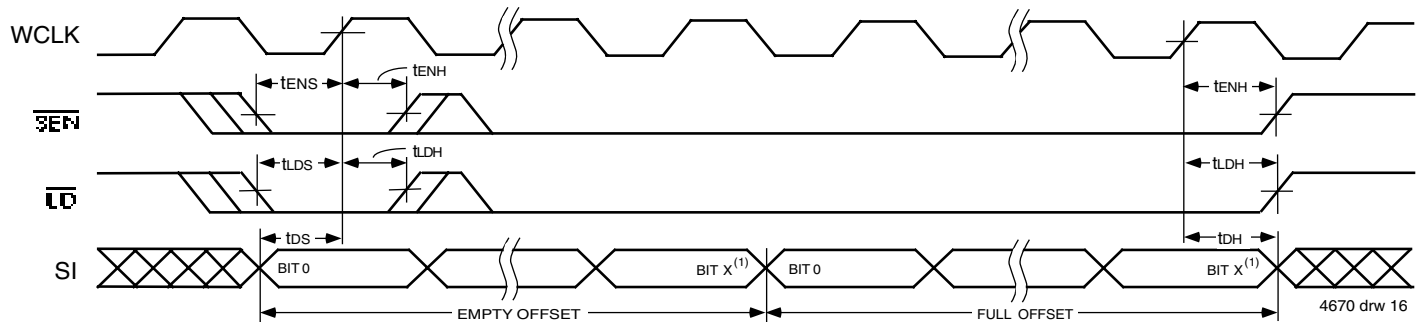 WCLK
tENS
tENH
tENH
SEN
tLDS
tLDH
tLDH
LD
tDS
tDH
SI
BIT 0
BIT X(1)
BIT 0
BIT X(1)
EMPTY OFFSET
FULL OFFSET
4670 drw 16